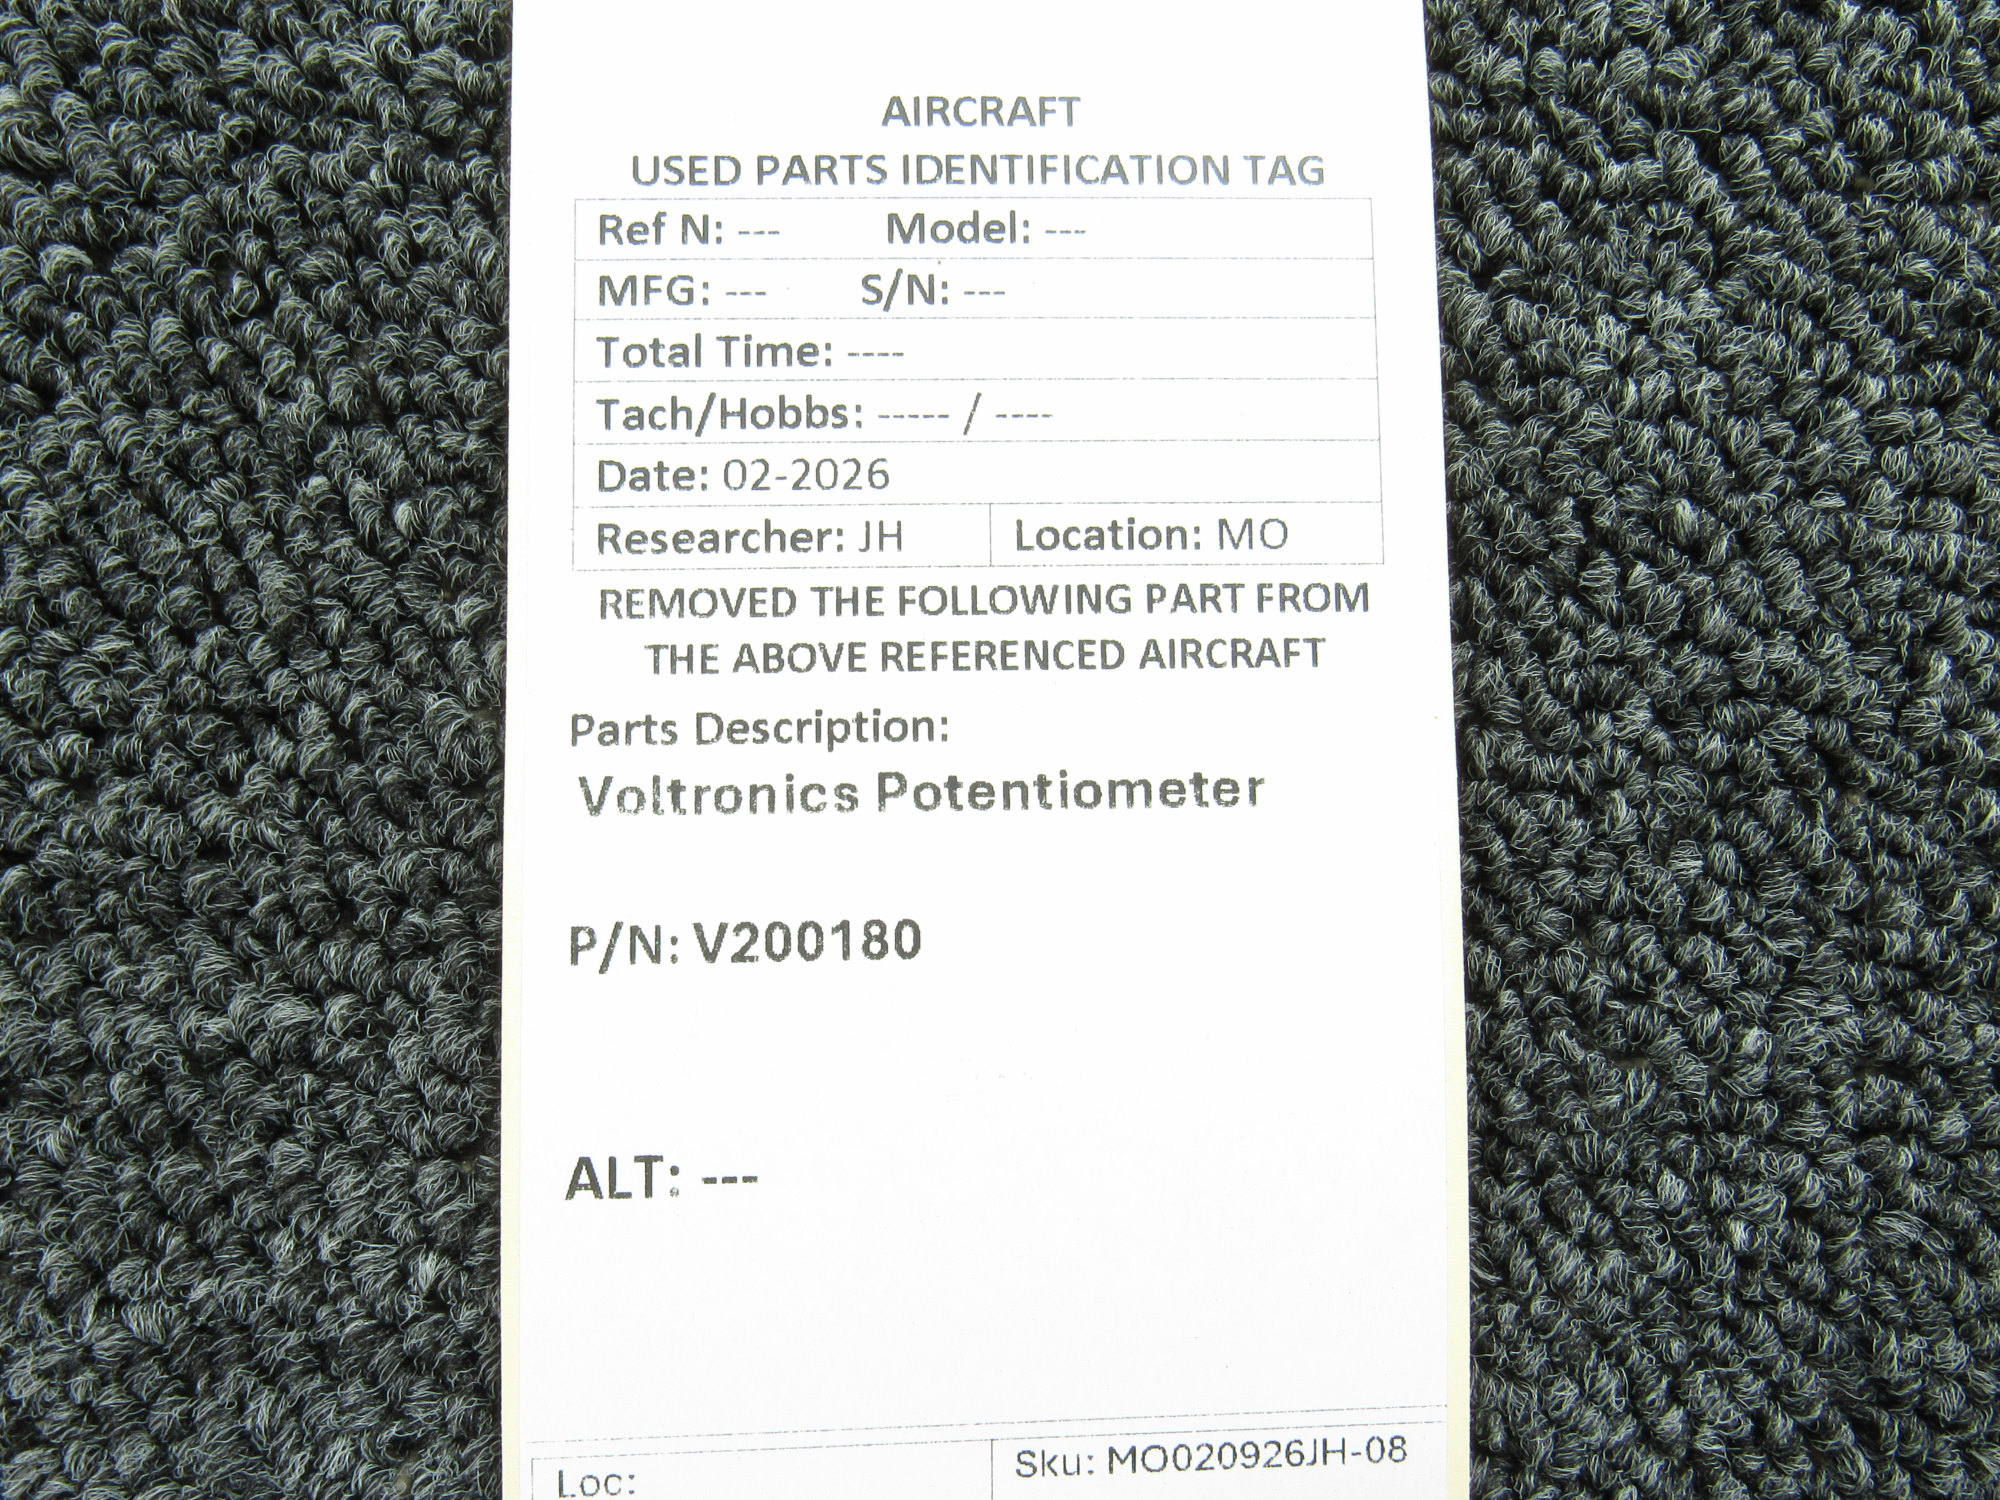 AIRCRAFT
USED PARTS IDENTIFICATION TAG
Ref N: --- Model: ---
MFG: --- S/N: ---
Total Time: ----
Tach/Hobbs: ----- / ----
Date: 02-2026
Researcher: JH Location: MO
REMOVED THE FOLLOWING PART FROM
THE ABOVE REFERENCED AIRCRAFT
Parts Description:
Voltronics Potentiometer
P/N: V200180
ALT: ---
Loc: Sku: MO020926JH-08